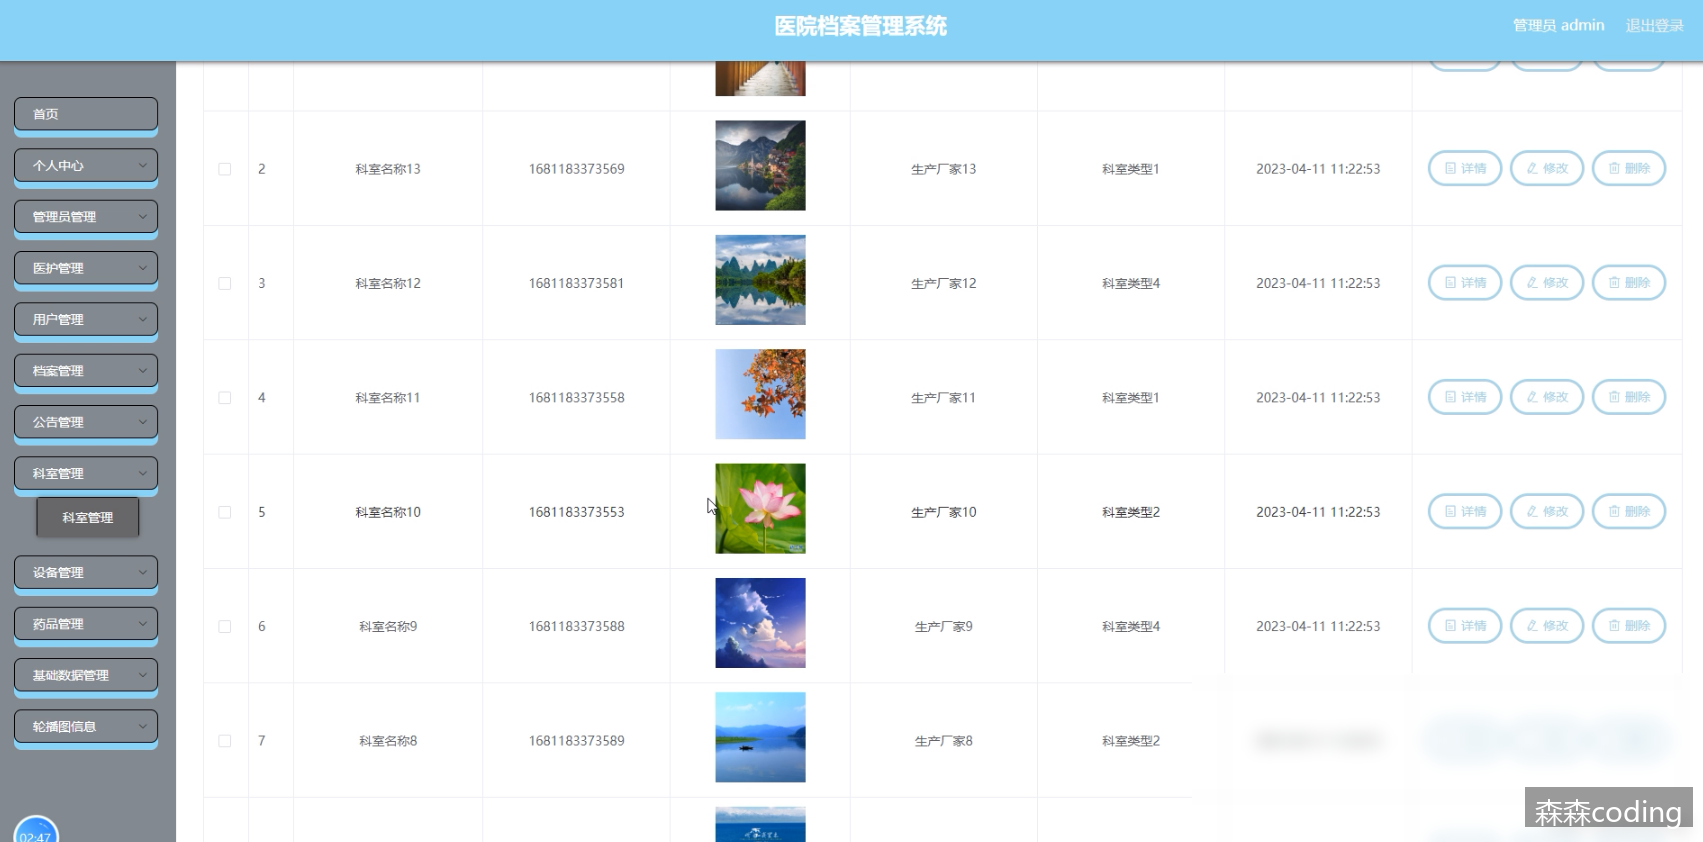 医院档案管理系统
管理员 admin 退出登录
首页
个人中心
管理员管理
医护管理
用户管理
档案管理
公告管理
科室管理
科室管理
设备管理
药品管理
基础数据管理
轮播图信息
02:47
2 科室名称13 1681183373569 生产厂家13 科室类型1 2023-04-11 11:22:53 详情 修改 删除
3 科室名称12 1681183373581 生产厂家12 科室类型4 2023-04-11 11:22:53 详情 修改 删除
4 科室名称11 1681183373558 生产厂家11 科室类型1 2023-04-11 11:22:53 详情 修改 删除
5 科室名称10 1681183373553 生产厂家10 科室类型2 2023-04-11 11:22:53 详情 修改 删除
6 科室名称9 1681183373588 生产厂家9 科室类型4 2023-04-11 11:22:53 详情 修改 删除
7 科室名称8 1681183373589 生产厂家8 科室类型2
森森coding